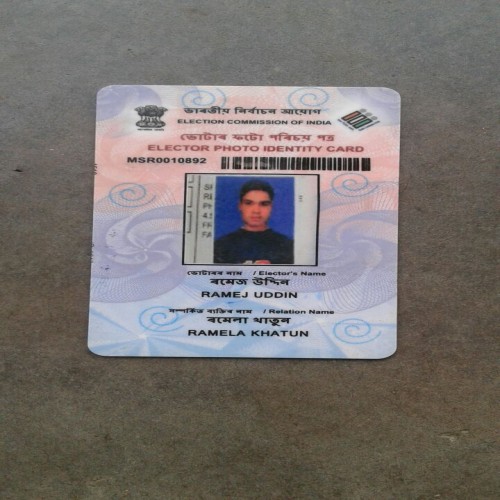 ভাৰতীয় নিৰ্বাচন আয়োগ
ELECTION COMMISSION OF INDIA
ভোটাৰ ফটো পৰিচয় পত্ৰ
ELECTOR PHOTO IDENTITY CARD
MSR0010892
ভোটাৰৰ নাম / Elector's Name
ৰমেজ উদ্দিন
RAMEJ UDDIN
সম্পৰ্কিত ব্যক্তিৰ নাম / Relation Name
ৰমেলা খাতুন
RAMELA KHATUN